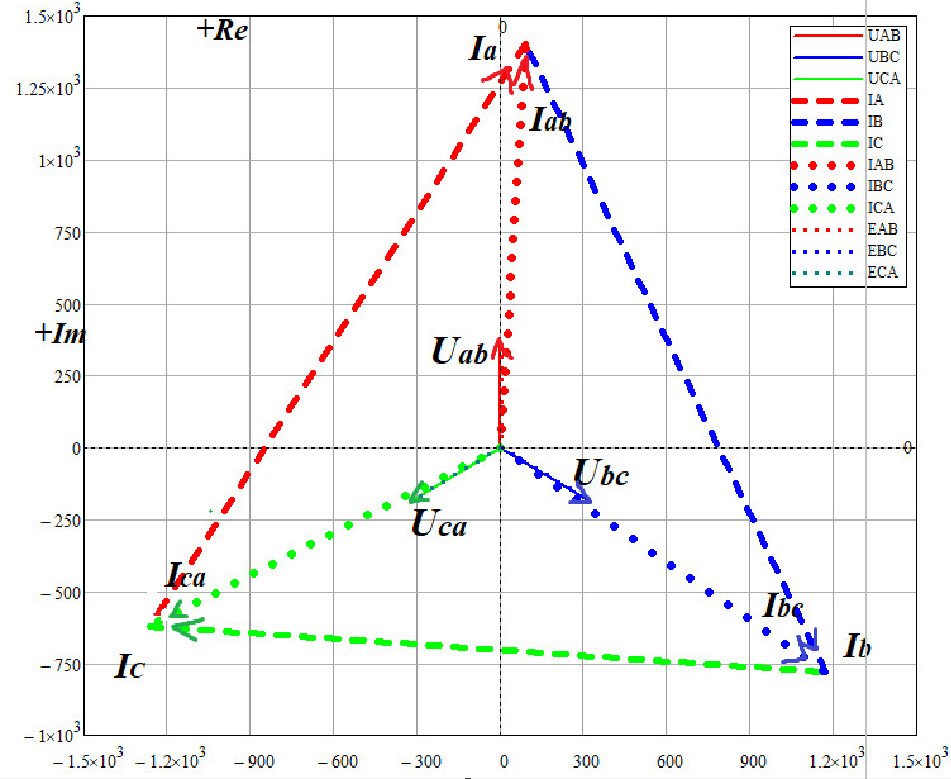 1.5×10³
+Re
0
Ia
UAB
UBC
UCA
IA
IB
IC
IAB
IBC
ICA
EAB
EBC
ECA
1.25×10³
Iab
1×10³
750
500
+Im
Uab
250
0
0
Ubc
−250
Uca
−500
Ica
Ibc
Ib
−750
Ic
−1×10³
−1.5×10³ −1.2×10³ −900 −600 −300 0 300 600 900 1.2×10³ 1.5×10³